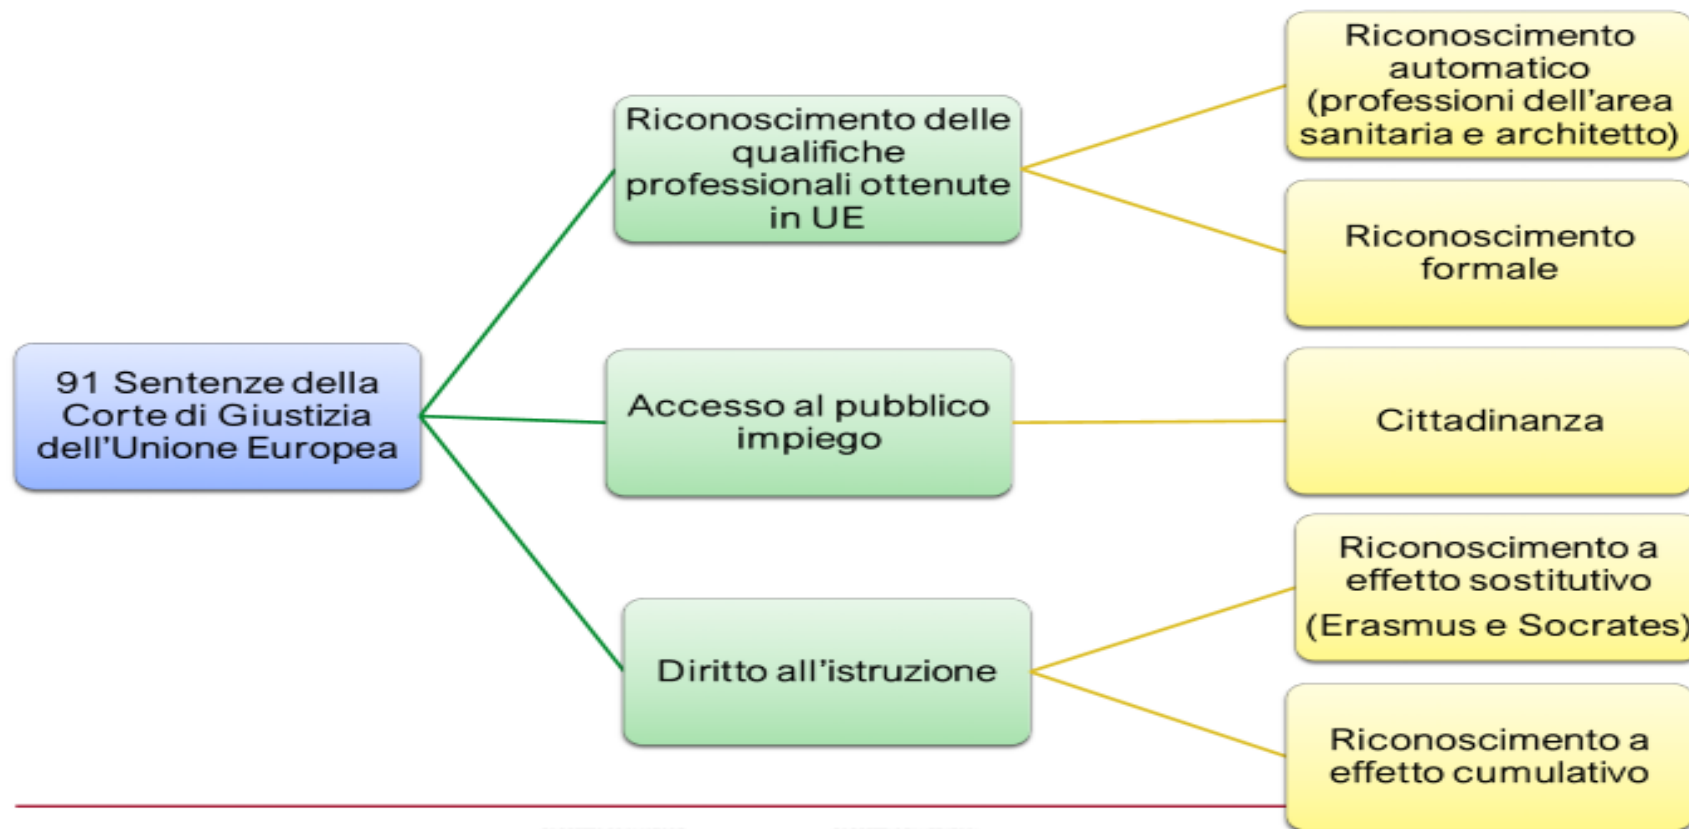 91 Sentenze della
Corte di Giustizia
dell'Unione Europea
Riconoscimento delle
qualifiche
professionali ottenute
in UE
Riconoscimento
automatico
(professioni dell'area
sanitaria e architetto)
Riconoscimento
formale
Accesso al pubblico
impiego
Cittadinanza
Diritto all'istruzione
Riconoscimento a
effetto sostitutivo
(Erasmus e Socrates)
Riconoscimento a
effetto cumulativo